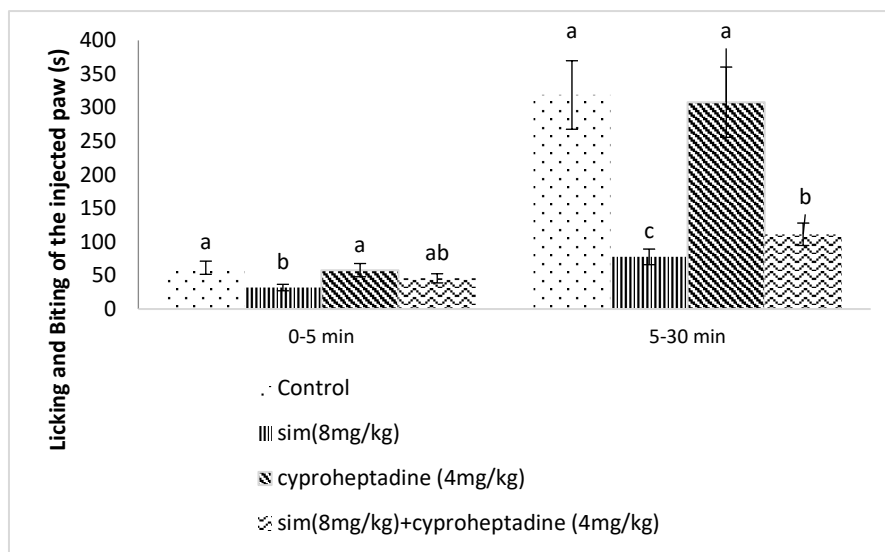 Licking and Biting of the injected paw (s)
400
350
300
250
200
150
100
50
0
a
b
a
ab
a
c
a
b
0-5 min
5-30 min
Control
sim(8mg/kg)
cyproheptadine (4mg/kg)
sim(8mg/kg)+cyproheptadine (4mg/kg)